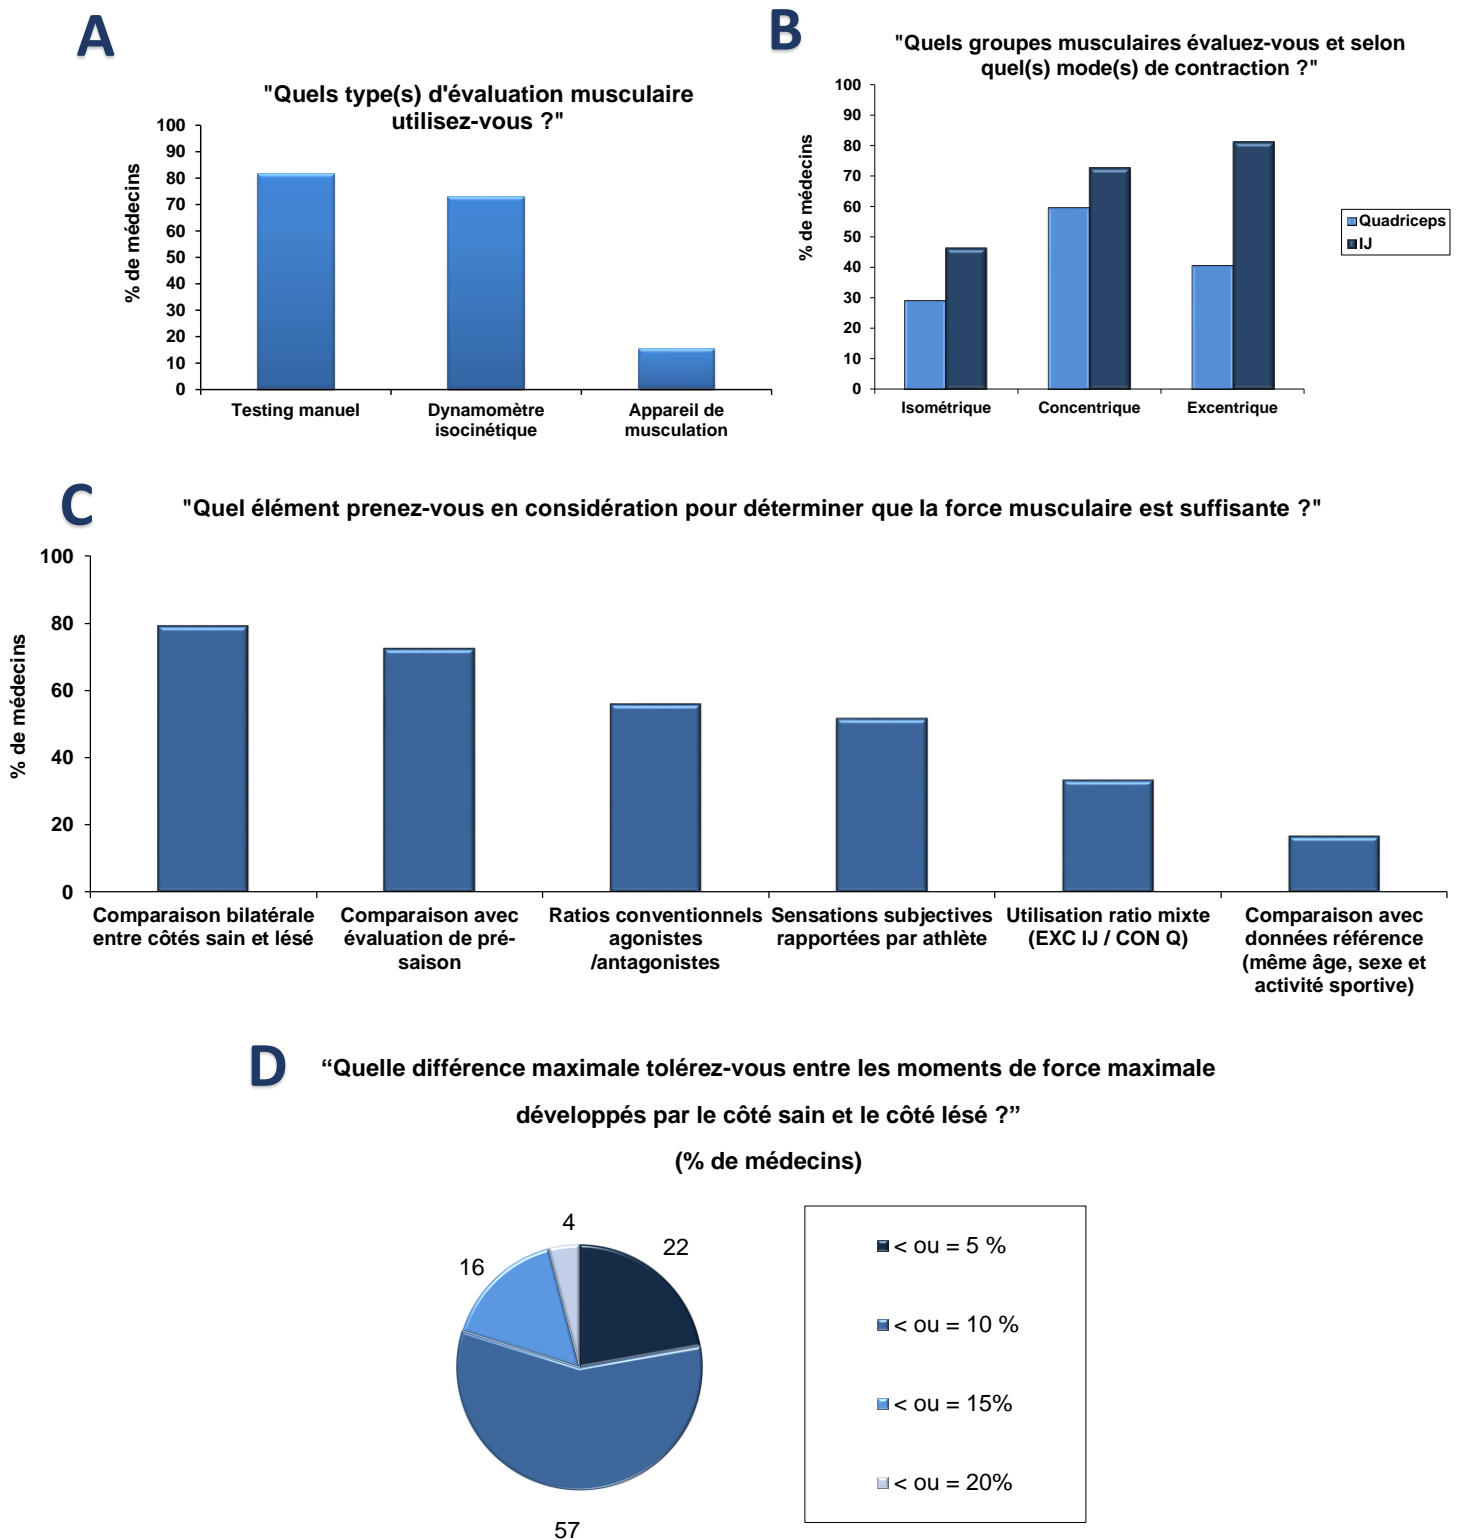 A
"Quels type(s) d'évaluation musculaire
utilisez-vous ?"
% de médecins
100
90
80
70
60
50
40
30
20
10
0
Testing manuel
Dynamomètre
isocinétique
Appareil de
musculation
B
"Quels groupes musculaires évaluez-vous et selon
quel(s) mode(s) de contraction ?"
% de médecins
100
90
80
70
60
50
40
30
20
10
0
Isométrique
Concentrique
Excentrique
Quadriceps
IJ
C
"Quel élément prenez-vous en considération pour déterminer que la force musculaire est suffisante ?"
% de médecins
100
80
60
40
20
0
Comparaison bilatérale
entre côtés sain et lésé
Comparaison avec
évaluation de pré-
saison
Ratios conventionnels
agonistes
/antagonistes
Sensations subjectives
rapportées par athlète
Utilisation ratio mixte
(EXC IJ / CON Q)
Comparaison avec
données référence
(même âge, sexe et
activité sportive)
D
“Quelle différence maximale tolérez-vous entre les moments de force maximale
développés par le côté sain et le côté lésé ?”
(% de médecins)
4
22
16
57
< ou = 5 %
< ou = 10 %
< ou = 15%
< ou = 20%